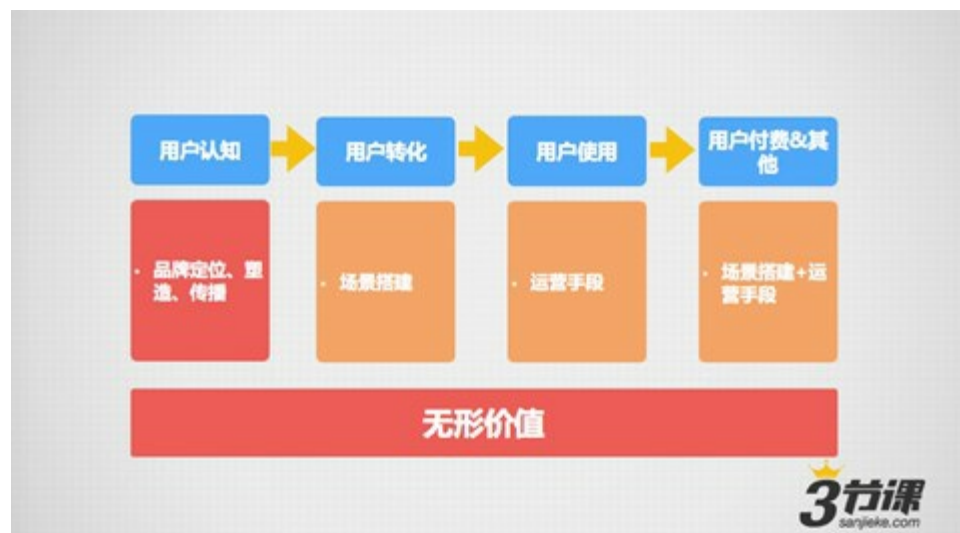 用户认知
用户转化
用户使用
用户付费&其
他
• 品牌定位、塑
造、传播
• 场景搭建
• 运营手段
• 场景搭建+运
营手段
无形价值
3节课
sanjieke.com